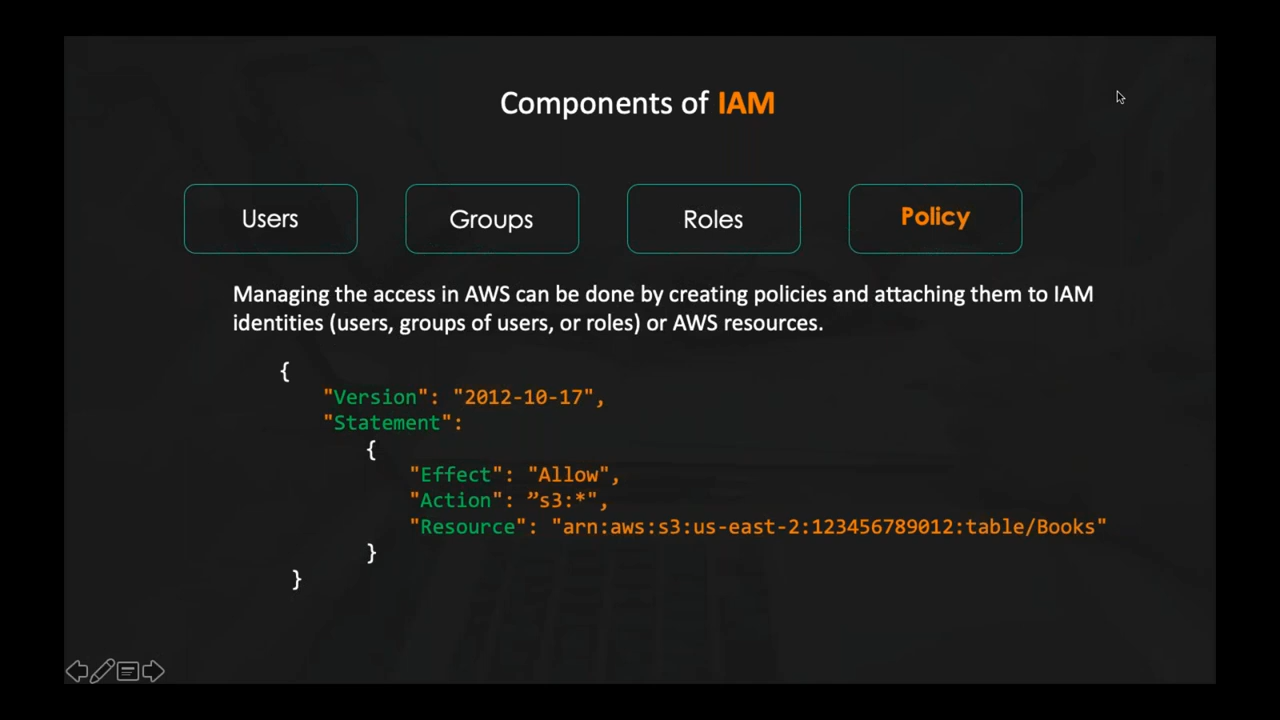 Components of IAM
Users
Groups
Roles
Policy
Managing the access in AWS can be done by creating policies and attaching them to IAM
identities (users, groups of users, or roles) or AWS resources.
{
"Version": "2012-10-17",
"Statement":
{
"Effect": "Allow",
"Action": ”s3:*",
"Resource": "arn:aws:s3:us-east-2:123456789012:table/Books"
}
}